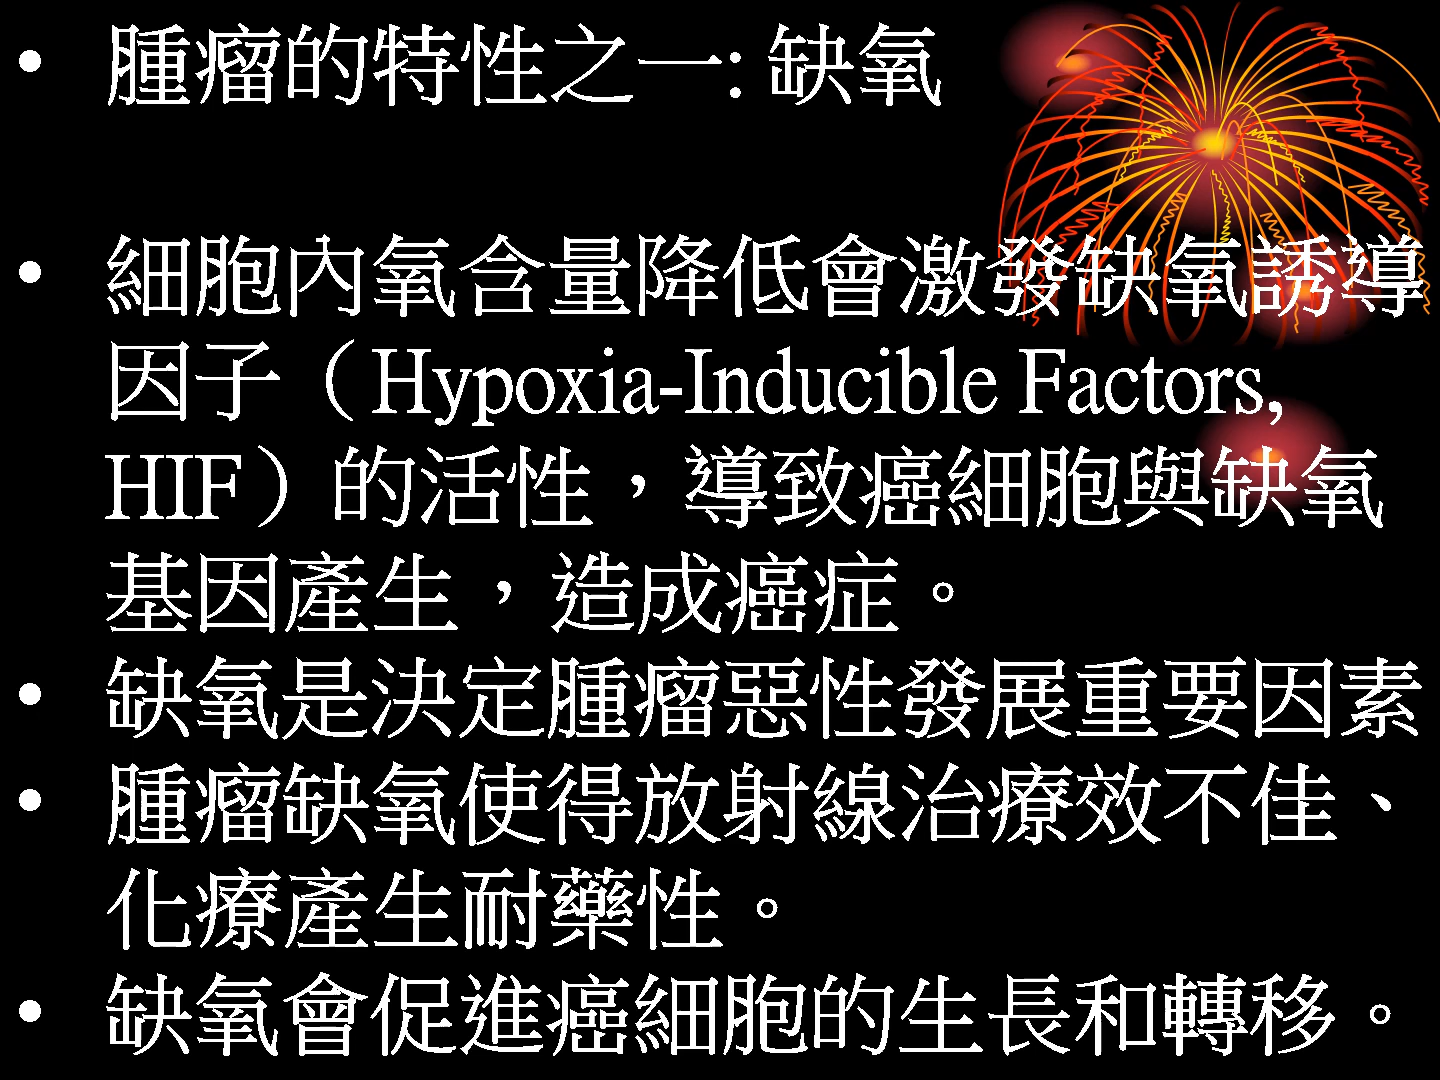 • 腫瘤的特性之一: 缺氧
• 細胞內氧含量降低會激發缺氧誘導
因子（Hypoxia-Inducible Factors,
HIF）的活性，導致癌細胞與缺氧
基因產生，造成癌症。
• 缺氧是決定腫瘤惡性發展重要因素
• 腫瘤缺氧使得放射線治療效不佳、
化療產生耐藥性。
• 缺氧會促進癌細胞的生長和轉移。